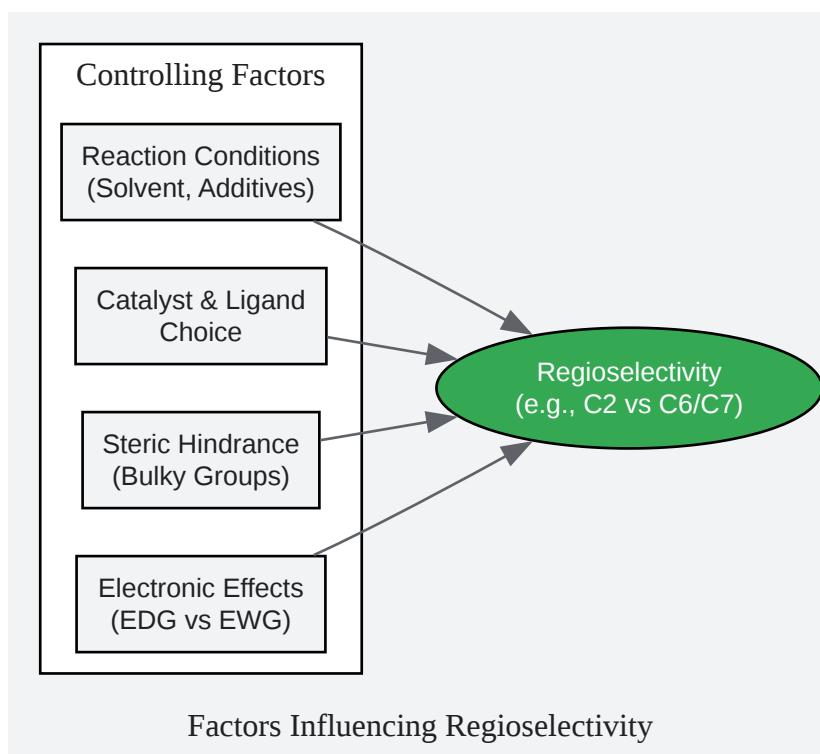 Controlling Factors
Reaction Conditions
(Solvent, Additives)
Catalyst & Ligand
Choice
Steric Hindrance
(Bulky Groups)
Electronic Effects
(EDG vs EWG)
Regioselectivity
(e.g., C2 vs C6/C7)
Factors Influencing Regioselectivity